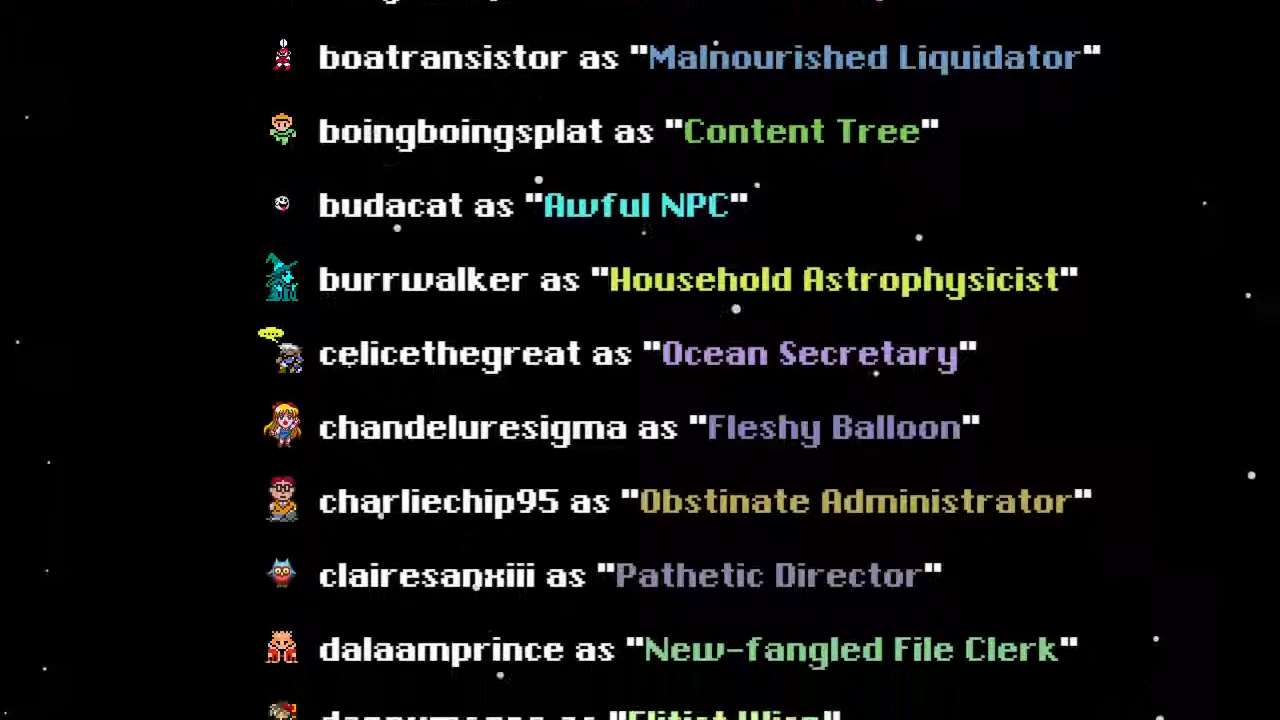 boatransistor as "Malnourished Liquidator"
boingboingsplat as "Content Tree"
budacat as "Awful NPC"
burrwalker as "Household Astrophysicist"
celicethegreat as "Ocean Secretary"
chandeluresigma as "Fleshy Balloon"
charliechip95 as "Obstinate Administrator"
clairesanxiii as "Pathetic Director"
dalaamprince as "New-fangled File Clerk"
as "Elitist